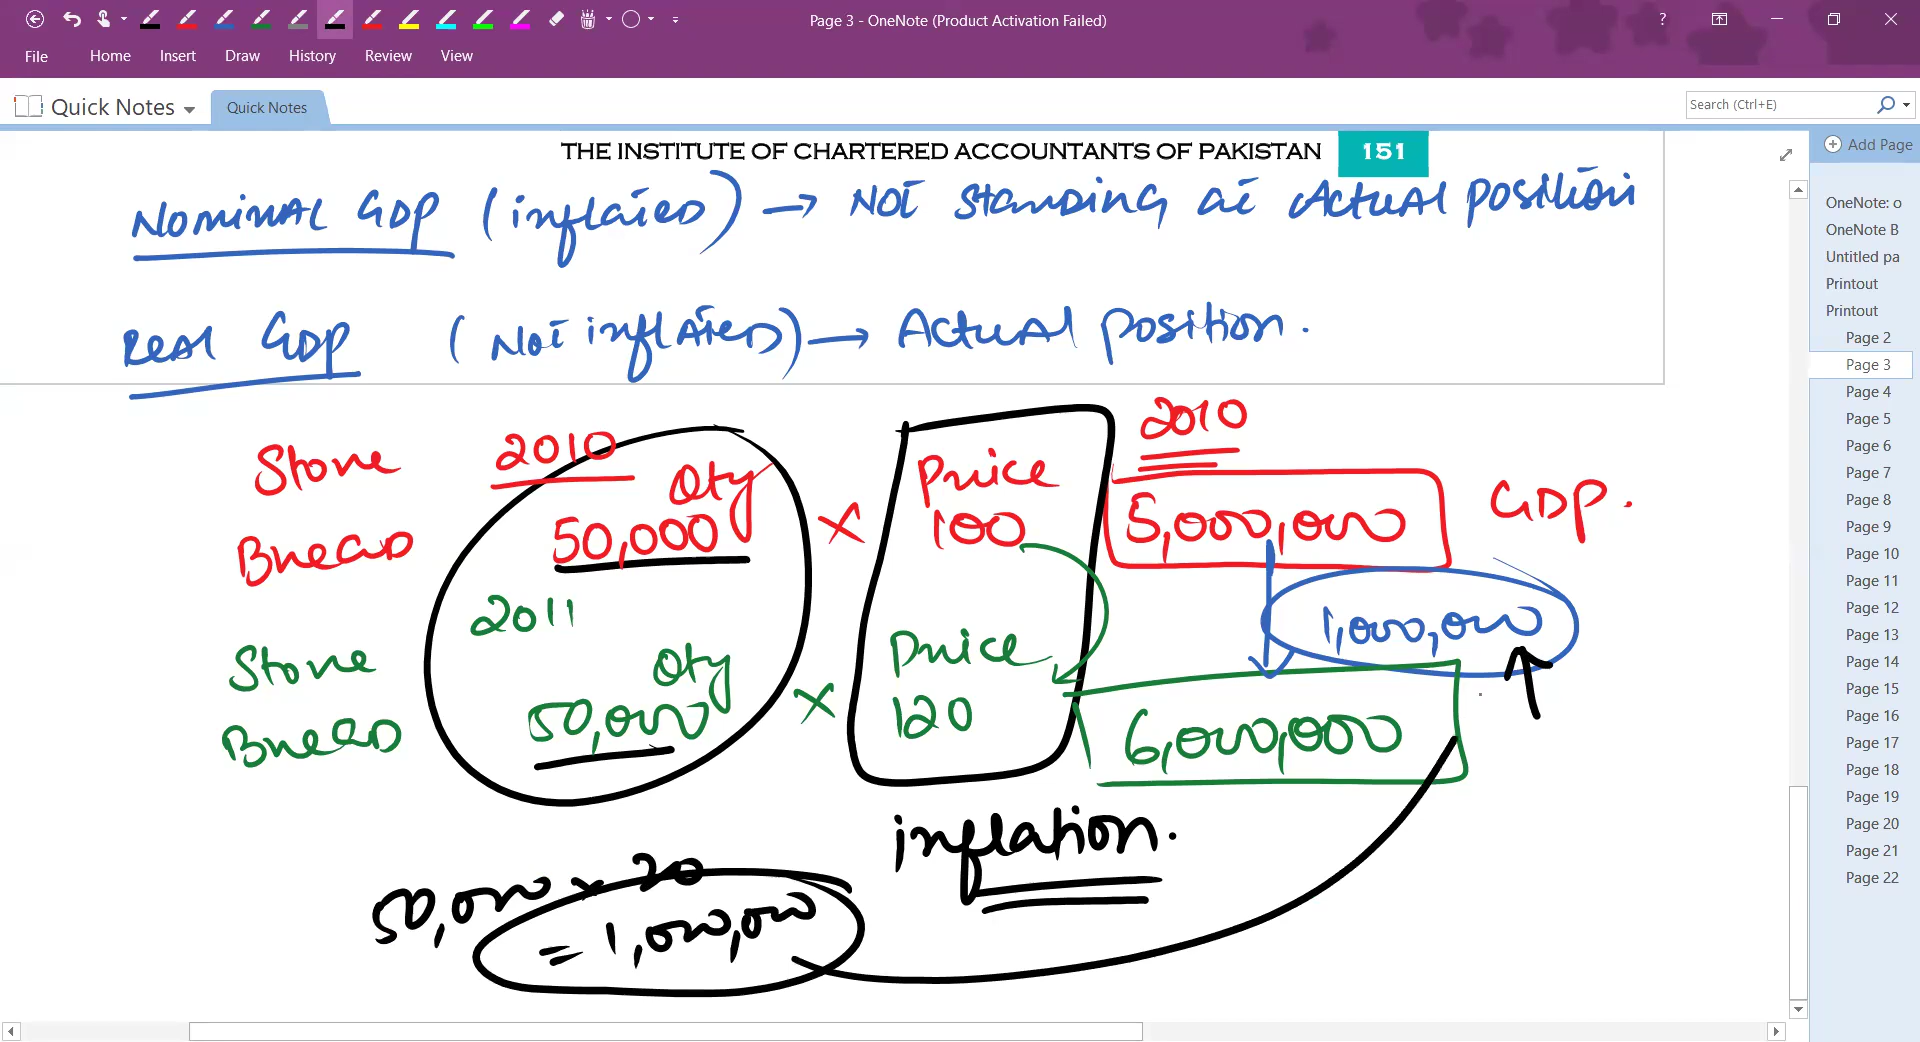 Page 3 - OneNote (Product Activation Failed)
?
File Home Insert Draw History Review View
Quick Notes
Quick Notes
Search (Ctrl+E)
THE INSTITUTE OF CHARTERED ACCOUNTANTS OF PAKISTAN 151
Add Page
Nominal GDP (inflated) → Not standing at Actual position
Real GDP (Not inflated) → Actual position.
Stone 2010 Qty Price 2010
Bread 50,000 × 100 5,000,000 GDP.
2011 1,000,000
Stone Qty Price
Bread 50,000 × 120 6,000,000
inflation.
50,000 × 20
= 1,000,000
OneNote: o
OneNote B
Untitled pa
Printout
Printout
Page 2
Page 3
Page 4
Page 5
Page 6
Page 7
Page 8
Page 9
Page 10
Page 11
Page 12
Page 13
Page 14
Page 15
Page 16
Page 17
Page 18
Page 19
Page 20
Page 21
Page 22